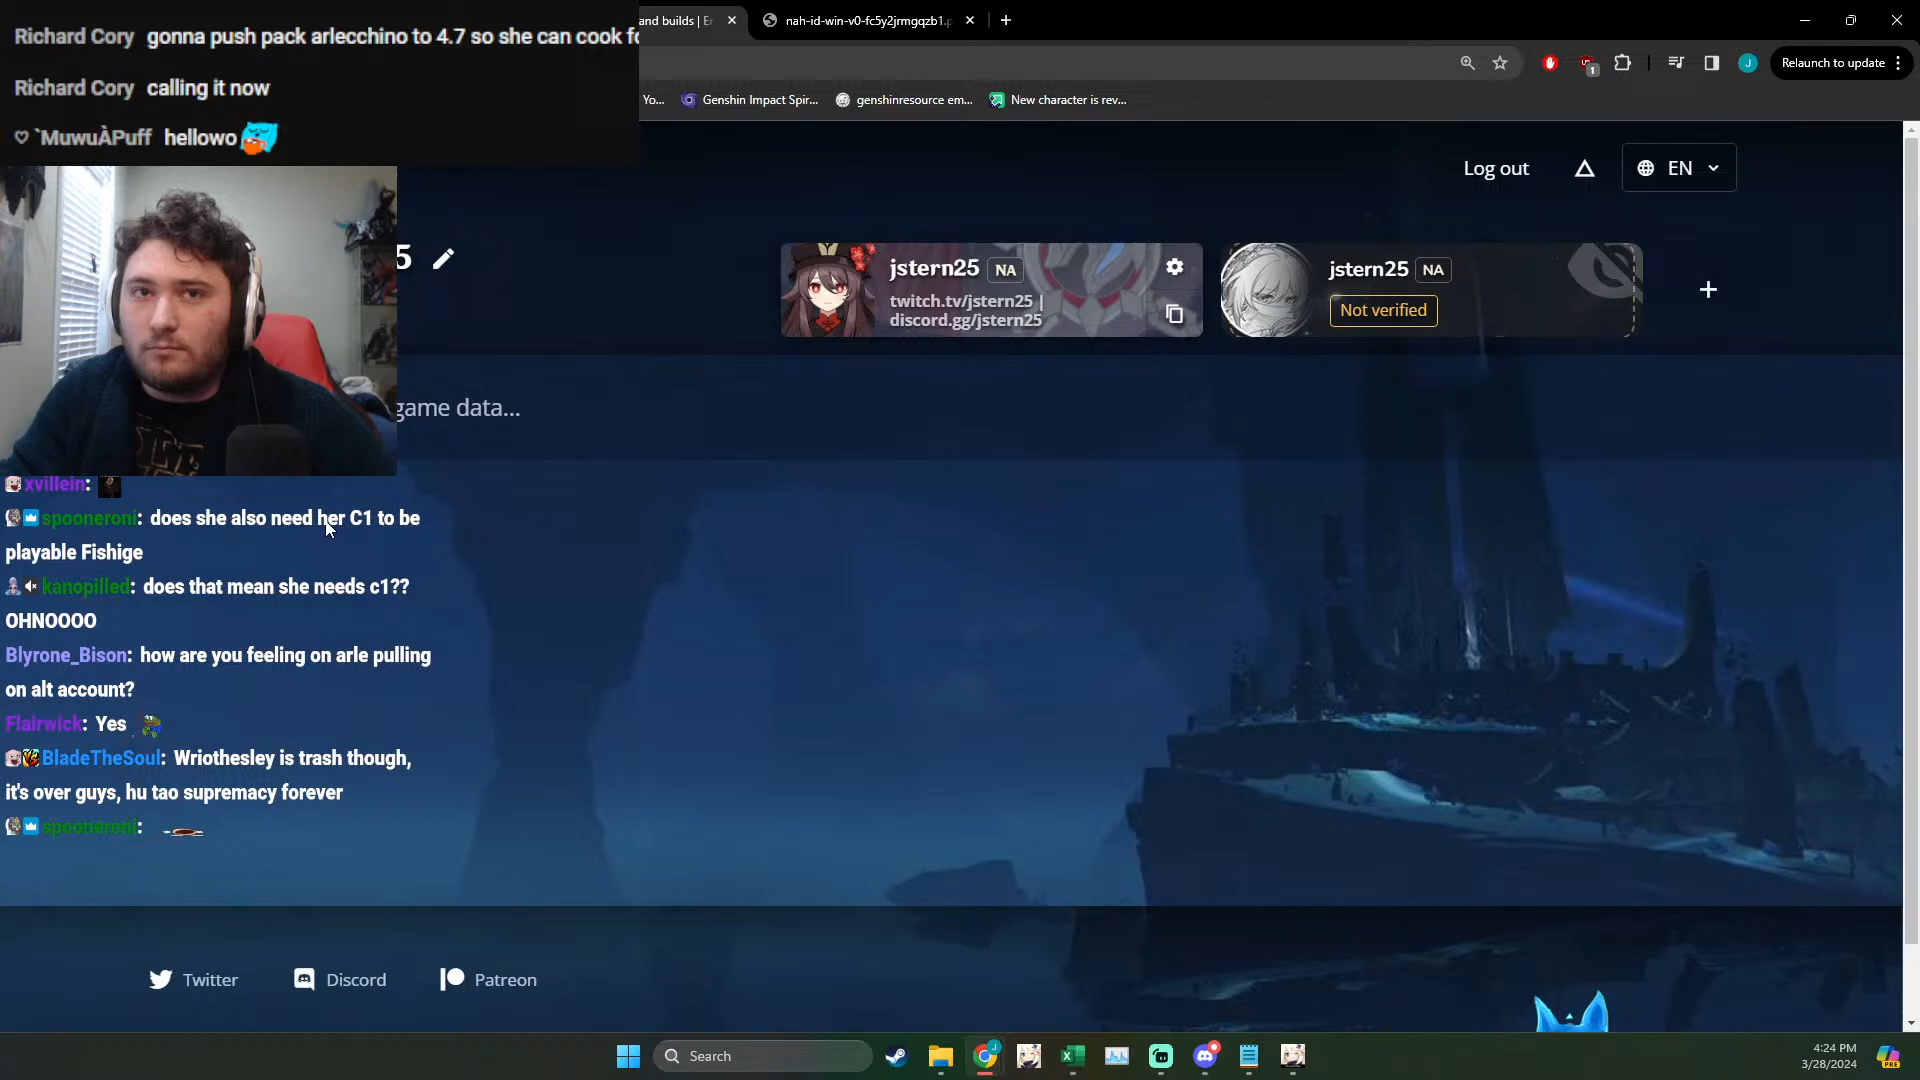 Richard Cory gonna push pack arlecchino to 4.7 so she can cook fo
Richard Cory calling it now
♡ `MuwuÀPuff hellowo
and builds | En
nah-id-win-v0-fc5y2jrmgqzb1.p
Relaunch to update
1
J
Yo...
Genshin Impact Spir...
genshinresource em...
New character is rev...
Log out
EN
5
jstern25 NA
twitch.tv/jstern25 |
discord.gg/jstern25
jstern25 NA
Not verified
game data...
xvillein:
spooneroni: does she also need her C1 to be
playable Fishige
kanopilled: does that mean she needs c1??
OHNOOOO
Blyrone_Bison: how are you feeling on arle pulling
on alt account?
Flairwick: Yes
BladeTheSoul: Wriothesley is trash though,
it's over guys, hu tao supremacy forever
spooneroni:
Twitter
Discord
Patreon
Search
4:24 PM
3/28/2024
PRE